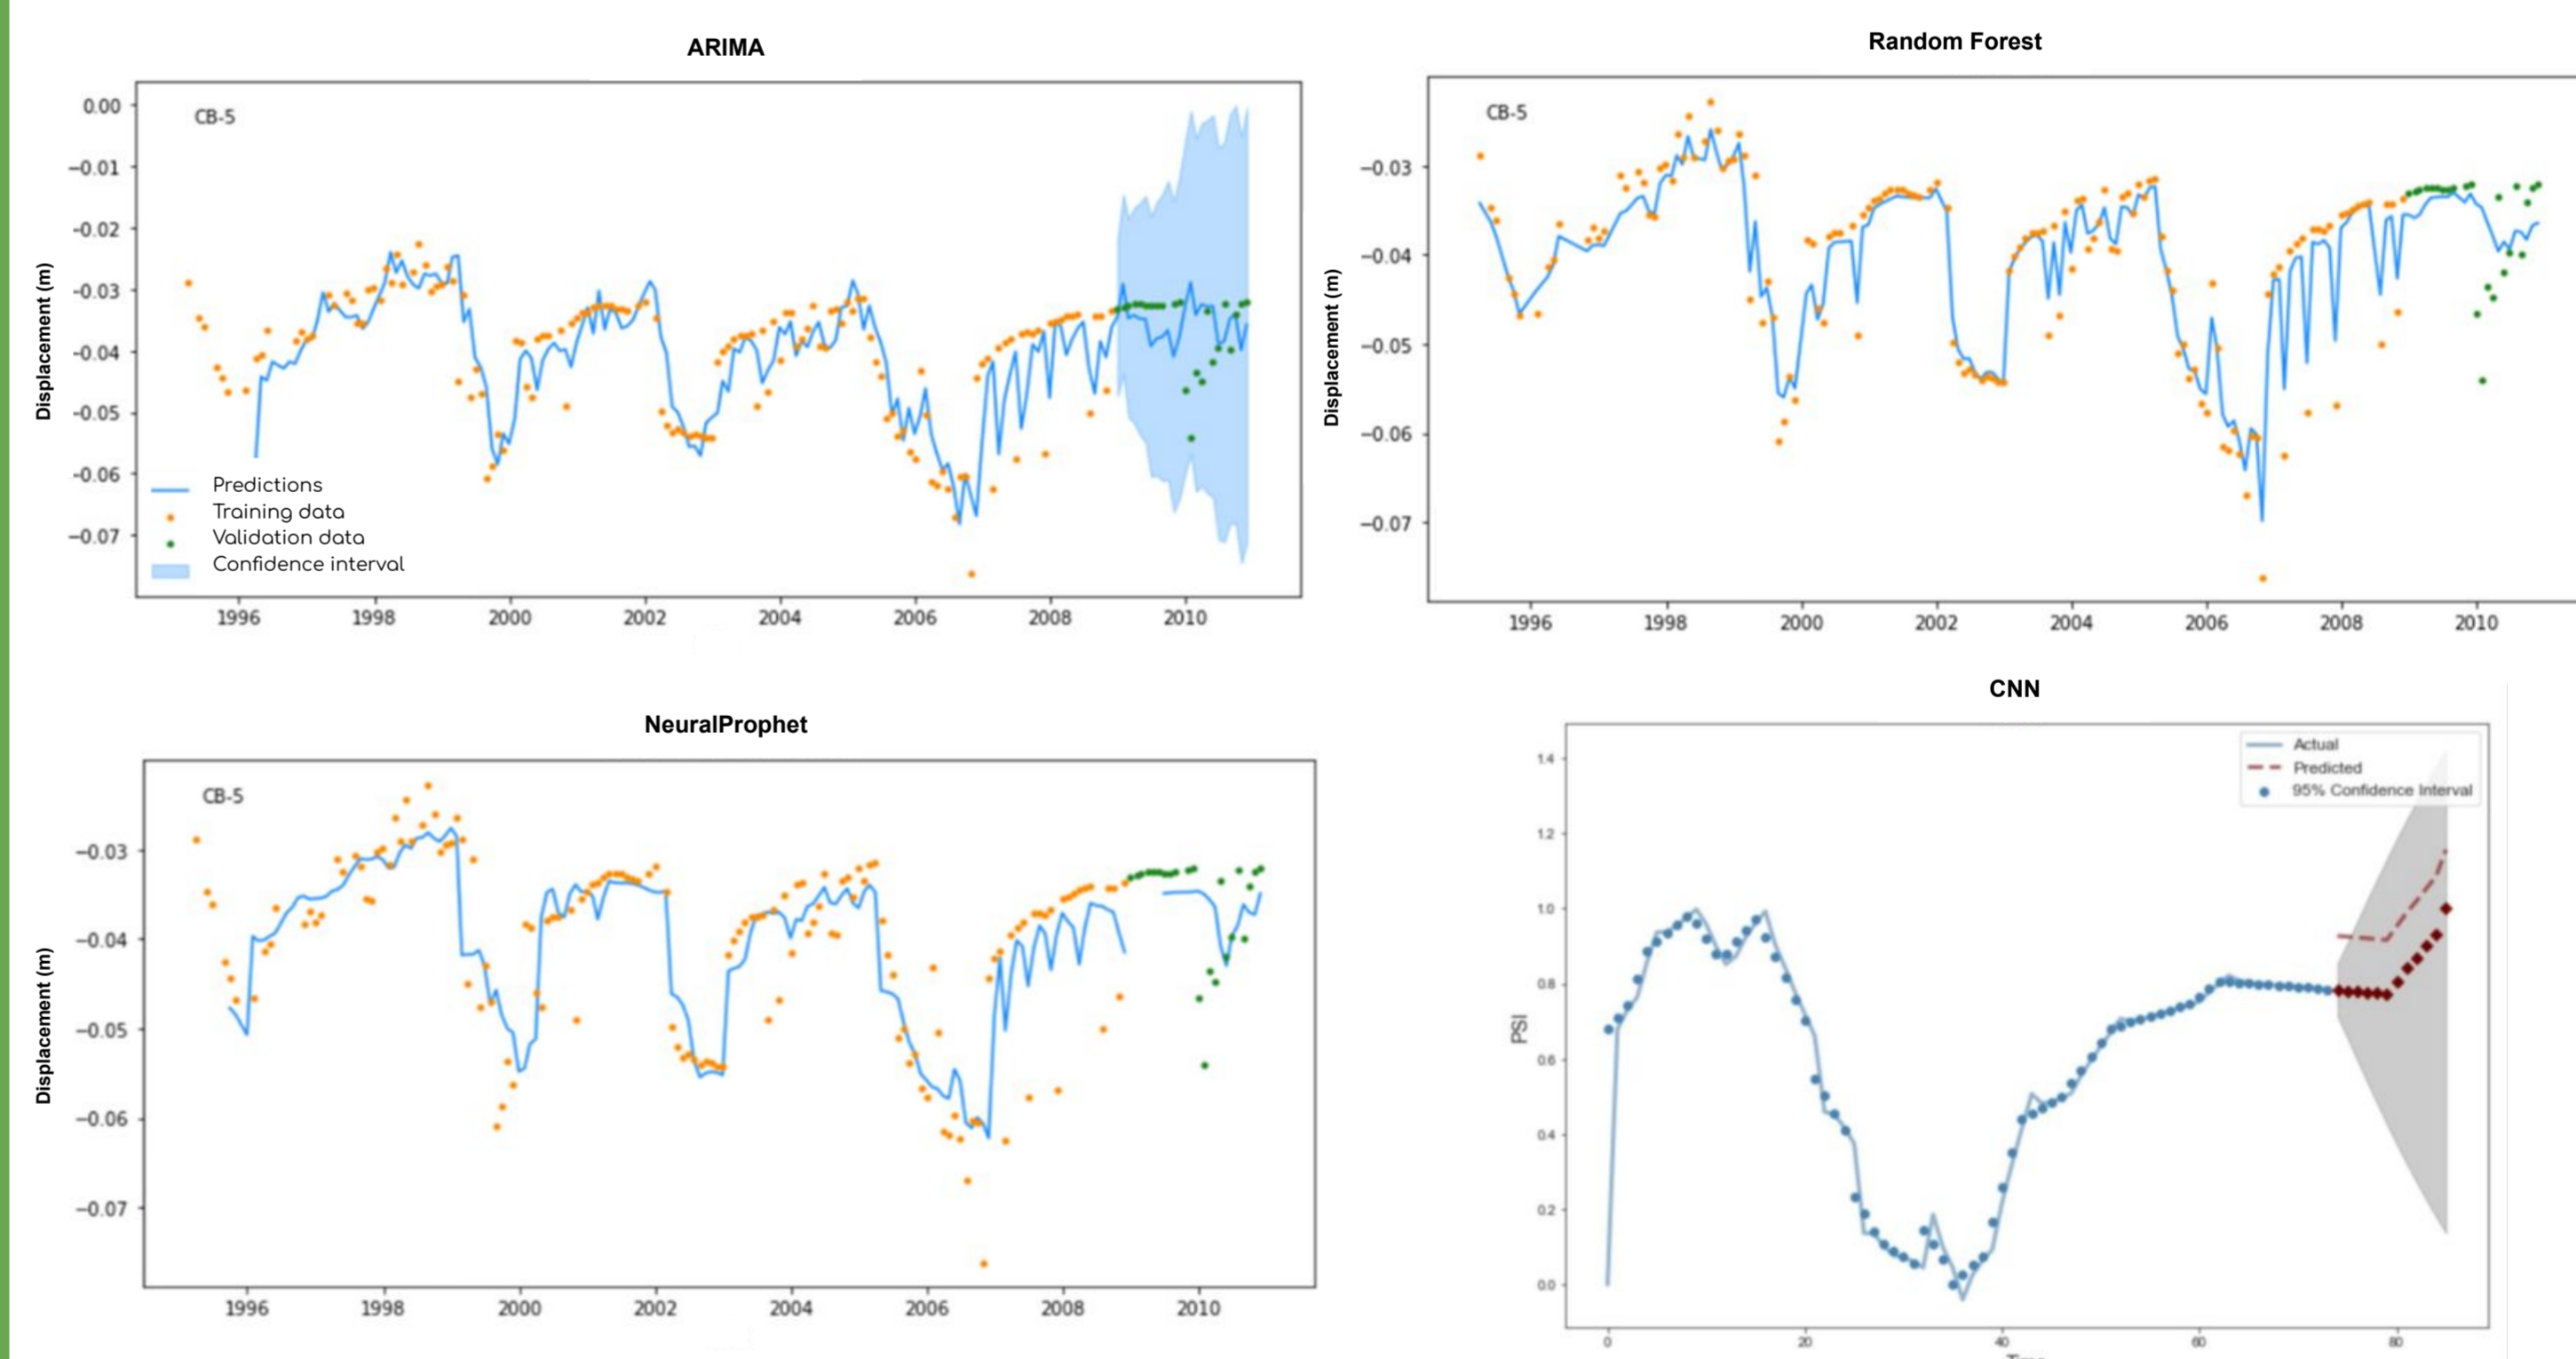 ARIMA
CB-5
Displacement (m)
0.00
−0.01
−0.02
−0.03
−0.04
−0.05
−0.06
−0.07
Predictions
Training data
Validation data
Confidence interval
1996 1998 2000 2002 2004 2006 2008 2010
Random Forest
CB-5
Displacement (m)
−0.03
−0.04
−0.05
−0.06
−0.07
1996 1998 2000 2002 2004 2006 2008 2010
NeuralProphet
CB-5
Displacement (m)
−0.03
−0.04
−0.05
−0.06
−0.07
1996 1998 2000 2002 2004 2006 2008 2010
CNN
Actual
Predicted
95% Confidence Interval
PSI
1.4
1.2
1.0
0.8
0.6
0.4
0.2
0.0
0 20 40 60 80